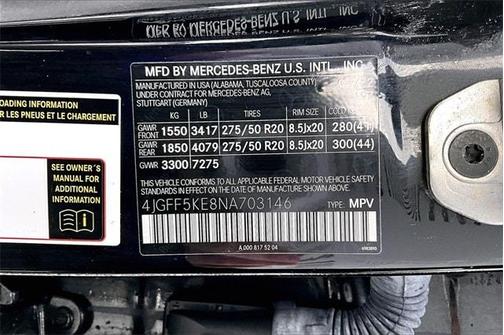 MFD BY MERCEDES-BENZ U.S. INTL., INC.
MANUFACTURED IN USA (ALABAMA, TUSCALOOSA COUNTY)
UNDER CONTRACT FOR MERCEDES-BENZ AG,
STUTTGART (GERMANY)
KG LB TIRES RIM SIZE COLD
GAWR FRONT 1550 3417 275/50 R20 8.5Jx20 280(41)
GAWR REAR 1850 4079 275/50 R20 8.5Jx20 300(44)
GVWR 3300 7275
THIS VEHICLE CONFORMS TO ALL APPLICABLE FEDERAL MOTOR VEHICLE SAFETY
STANDARDS IN EFFECT ON THE DATE OF MANUFACTURE SHOWN ABOVE.
4JGFF5KE8NA703146 TYPE: MPV
A 000 817 52 04
LOADING INFORMATION
LES PNEUS ET LE CHARGEMENT
SEE OWNER'S
MANUAL FOR
ADDITIONAL
INFORMATION